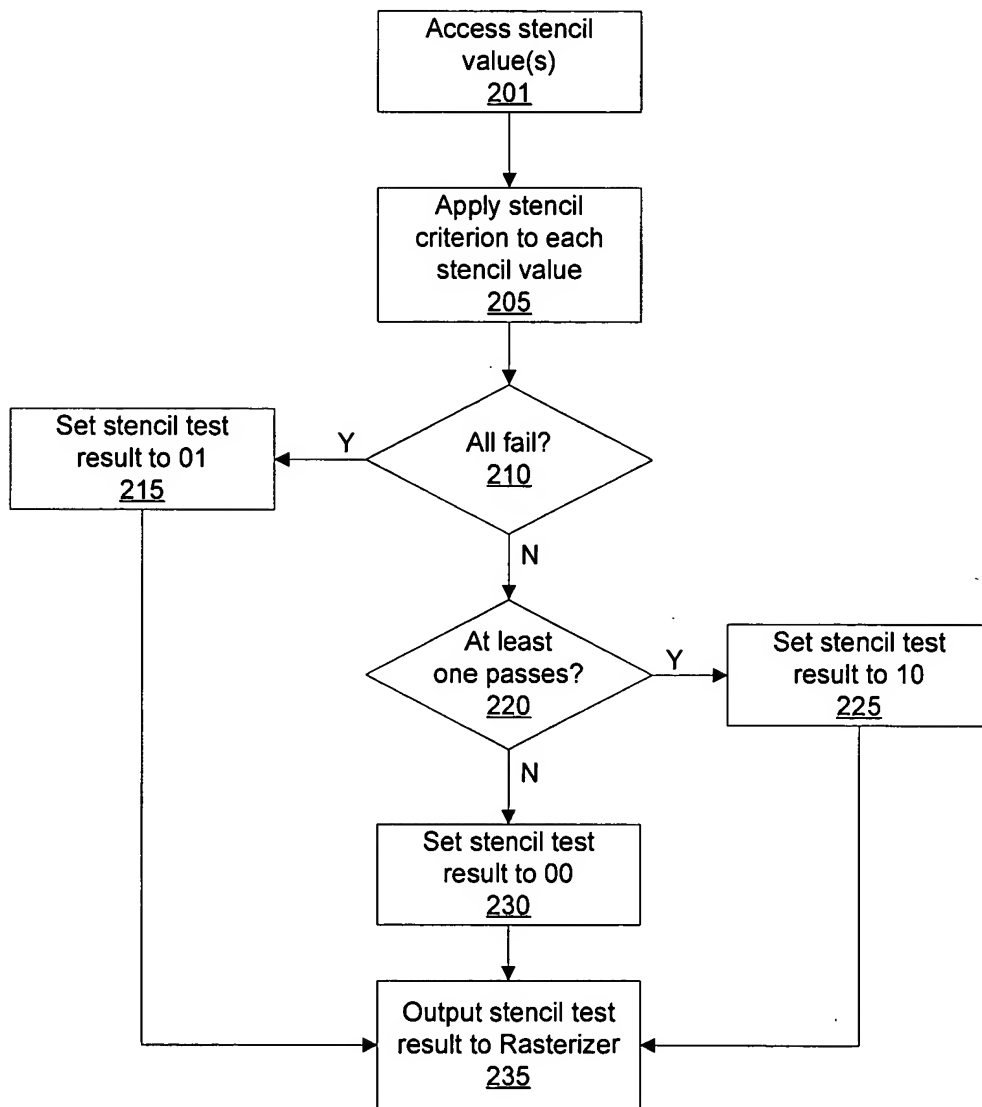 Access stencil
value(s)
201
Apply stencil
criterion to each
stencil value
205
All fail?
210
Y
Set stencil test
result to 01
215
N
At least
one passes?
220
Y
Set stencil test
result to 10
225
N
Set stencil test
result to 00
230
Output stencil test
result to Rasterizer
235